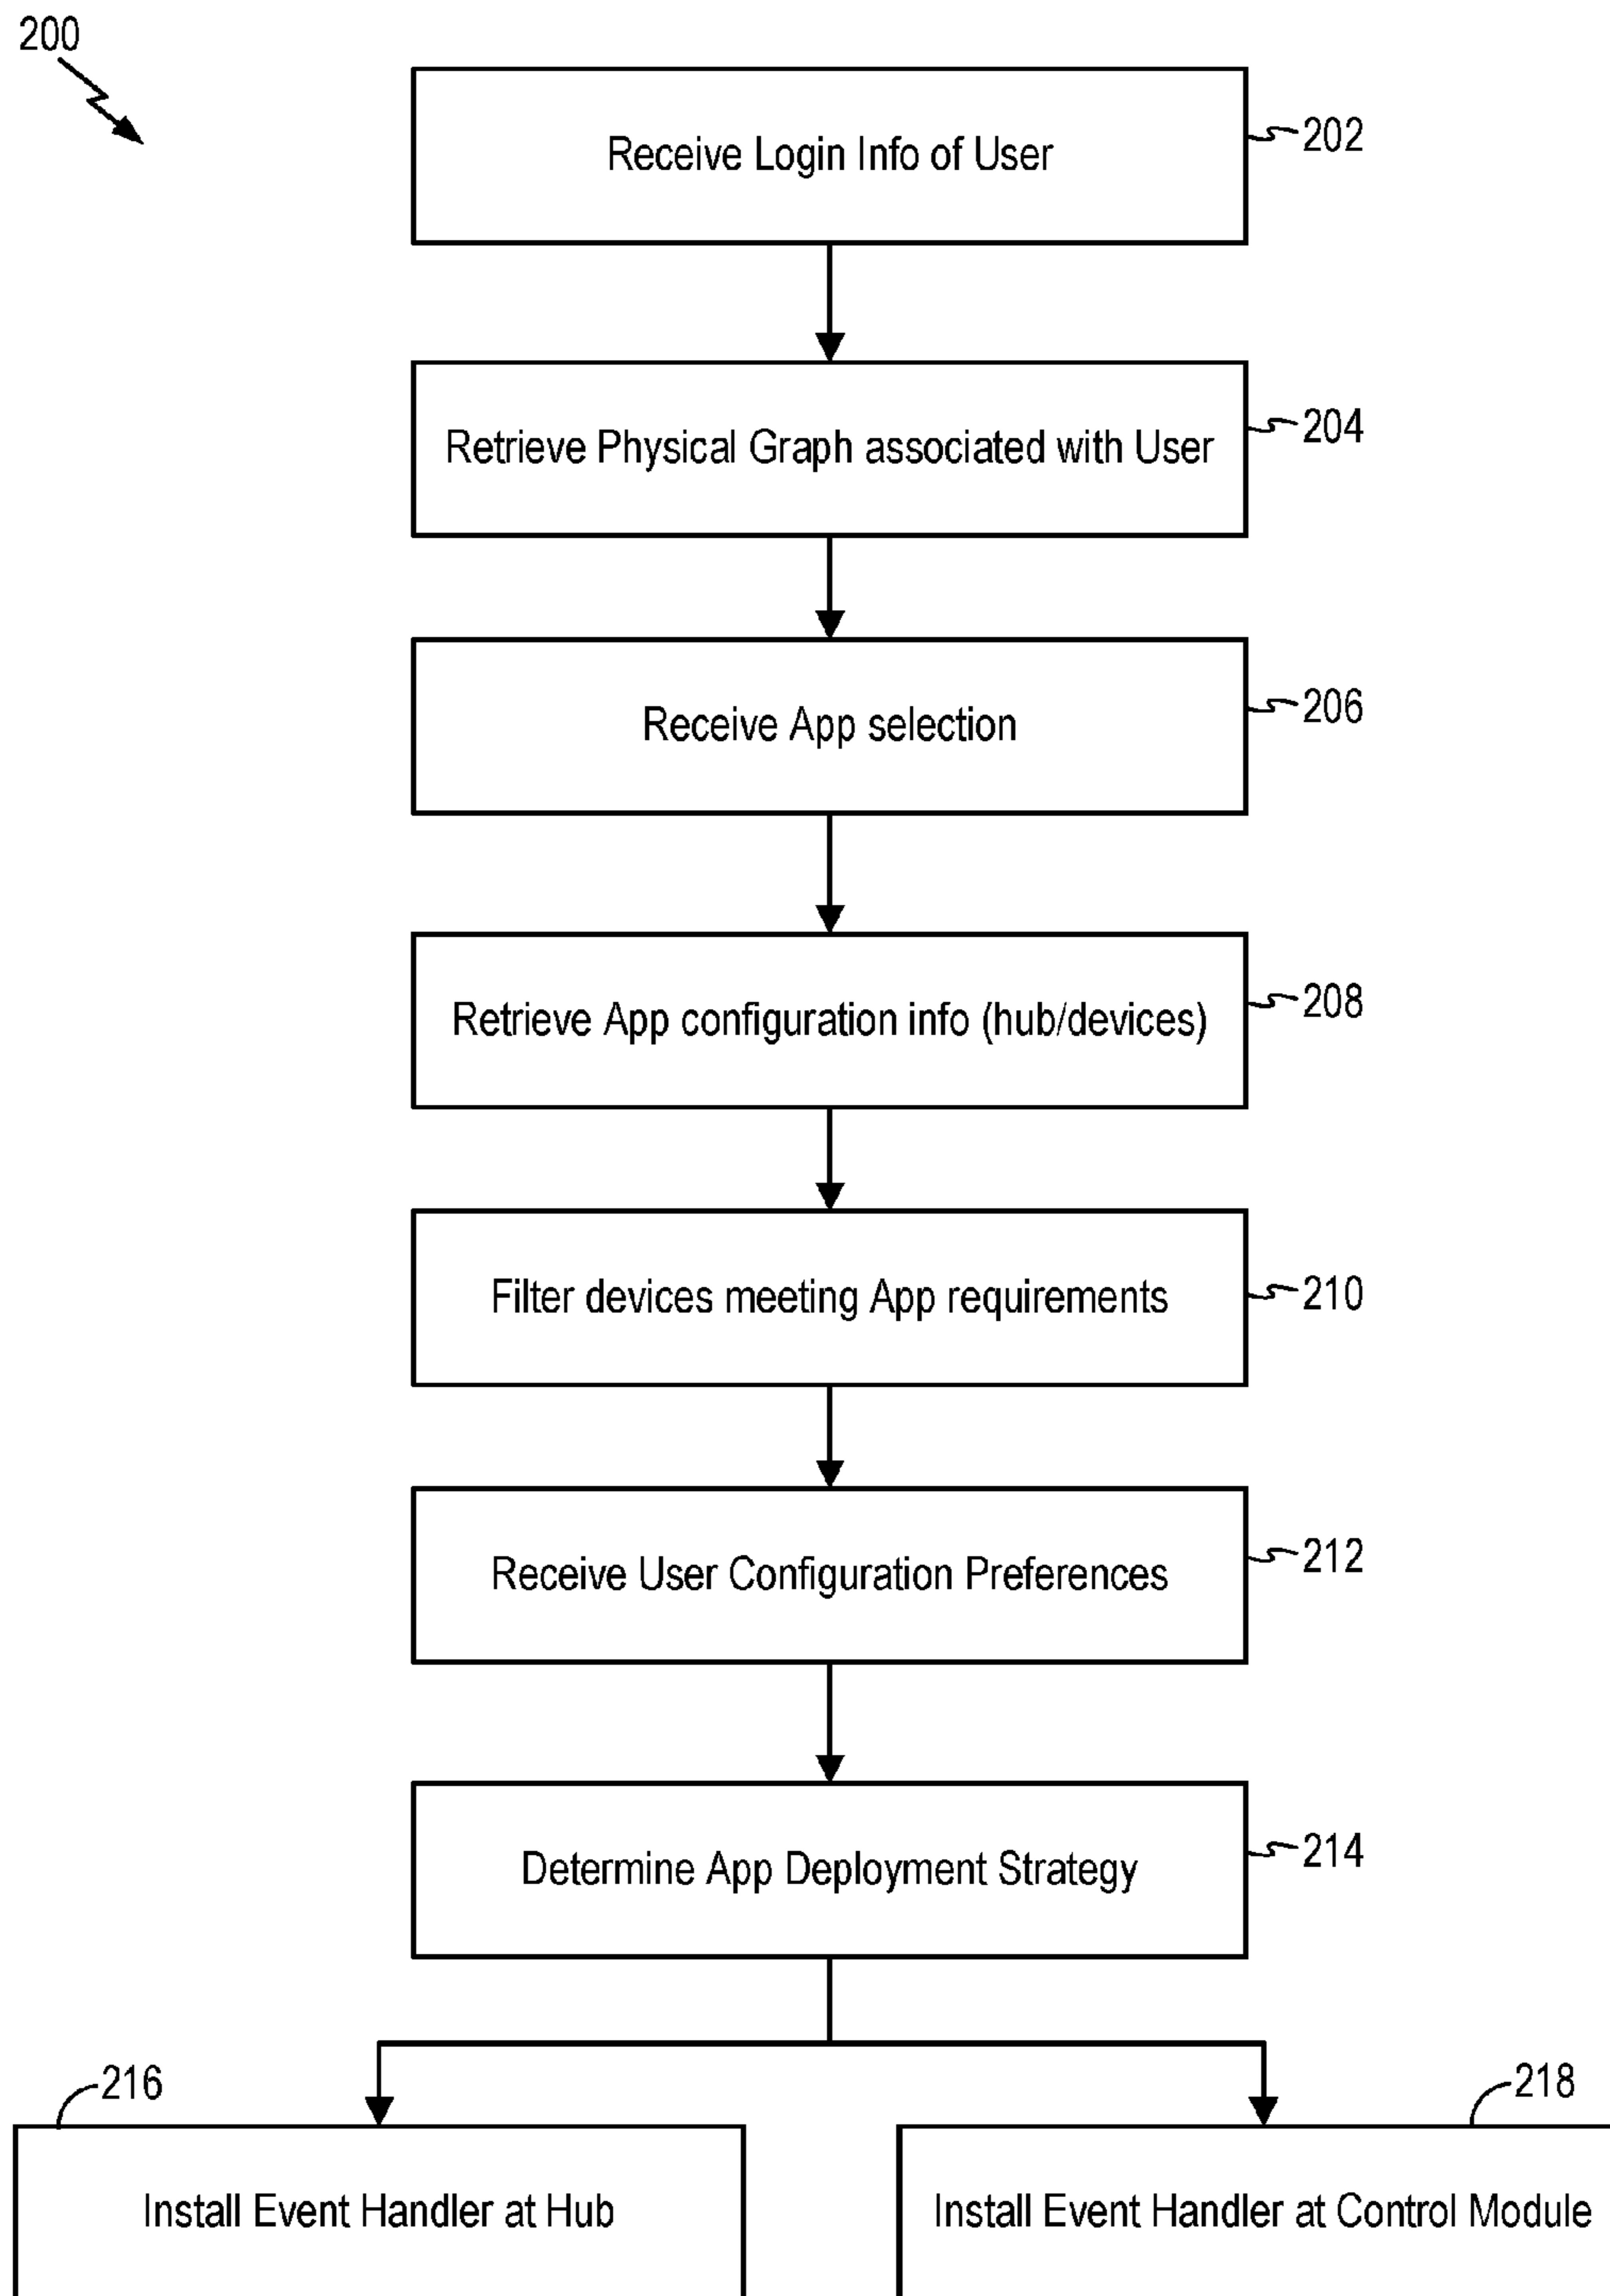 200
Receive Login Info of User
202
Retrieve Physical Graph associated with User
204
Receive App selection
206
Retrieve App configuration info (hub/devices)
208
Filter devices meeting App requirements
210
Receive User Configuration Preferences
212
Determine App Deployment Strategy
214
216
218
Install Event Handler at Hub
Install Event Handler at Control Module